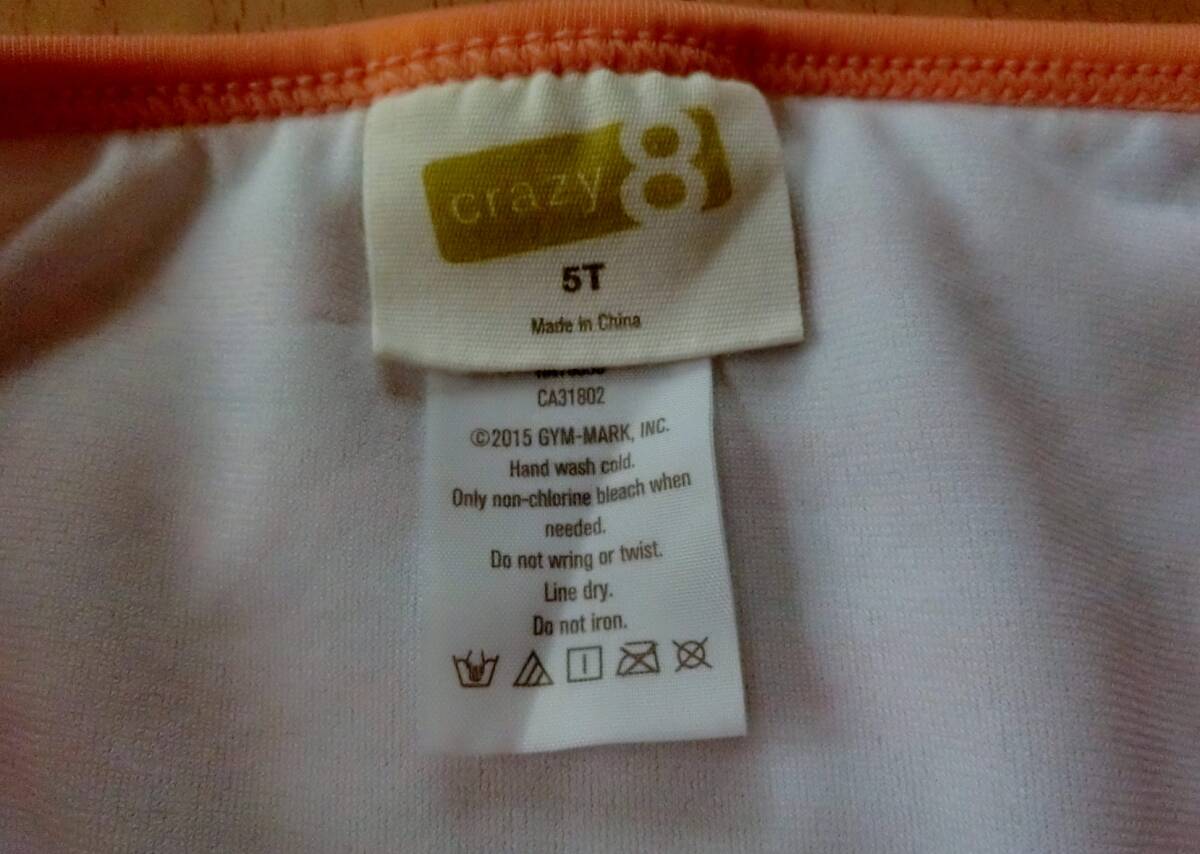 crazy 8
5T
Made in China
CA31802
©2015 GYM-MARK, INC.
Hand wash cold.
Only non-chlorine bleach when
needed.
Do not wring or twist.
Line dry.
Do not iron.